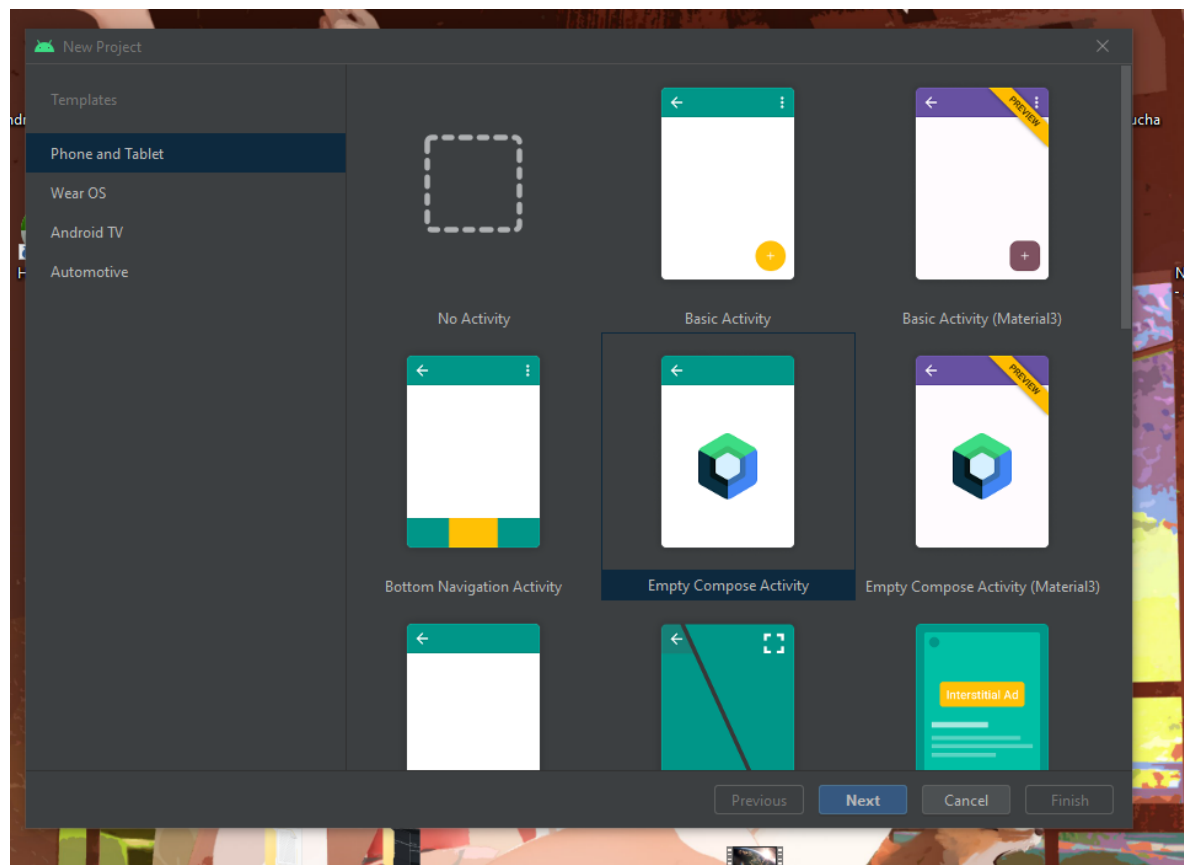 New Project
Templates
Phone and Tablet
Wear OS
Android TV
Automotive
No Activity
Basic Activity
PREVIEW
Basic Activity (Material3)
Bottom Navigation Activity
Empty Compose Activity
PREVIEW
Empty Compose Activity (Material3)
Interstitial Ad
Previous
Next
Cancel
Finish